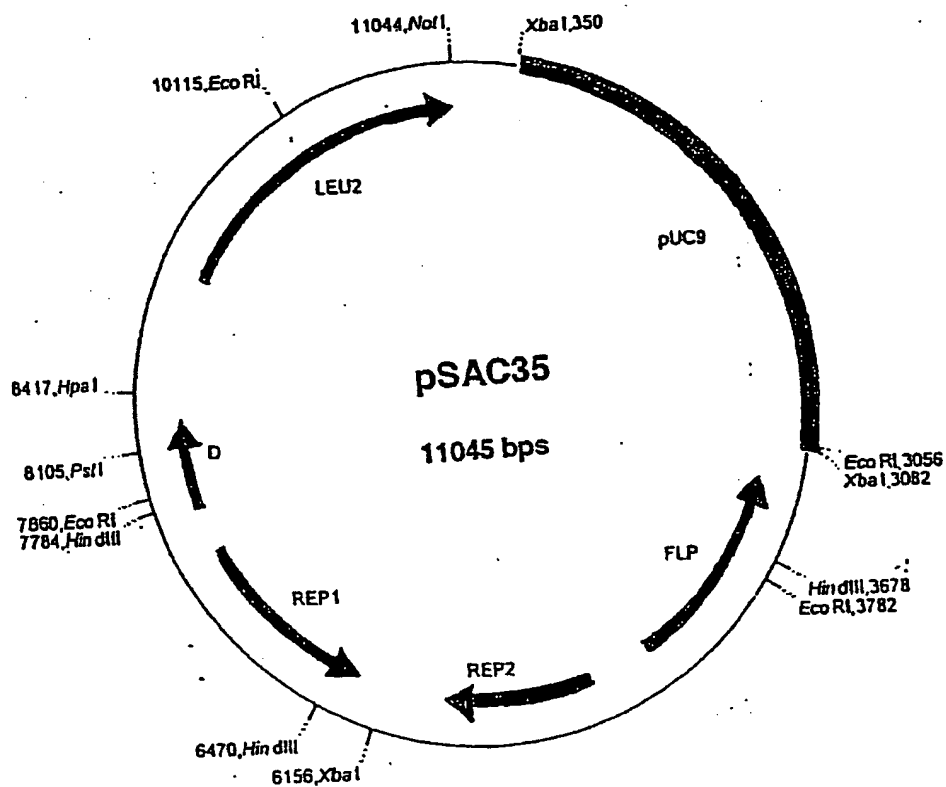 11044,NotI
XbaI,350
10115,EcoRI
LEU2
pUC9
pSAC35
11045 bps
8417,HpaI
8105,PstI
D
7860,EcoRI
7784,HindIII
EcoRI,3056
XbaI,3082
FLP
HindIII,3678
EcoRI,3782
REP1
REP2
6470,HindIII
6156,XbaI